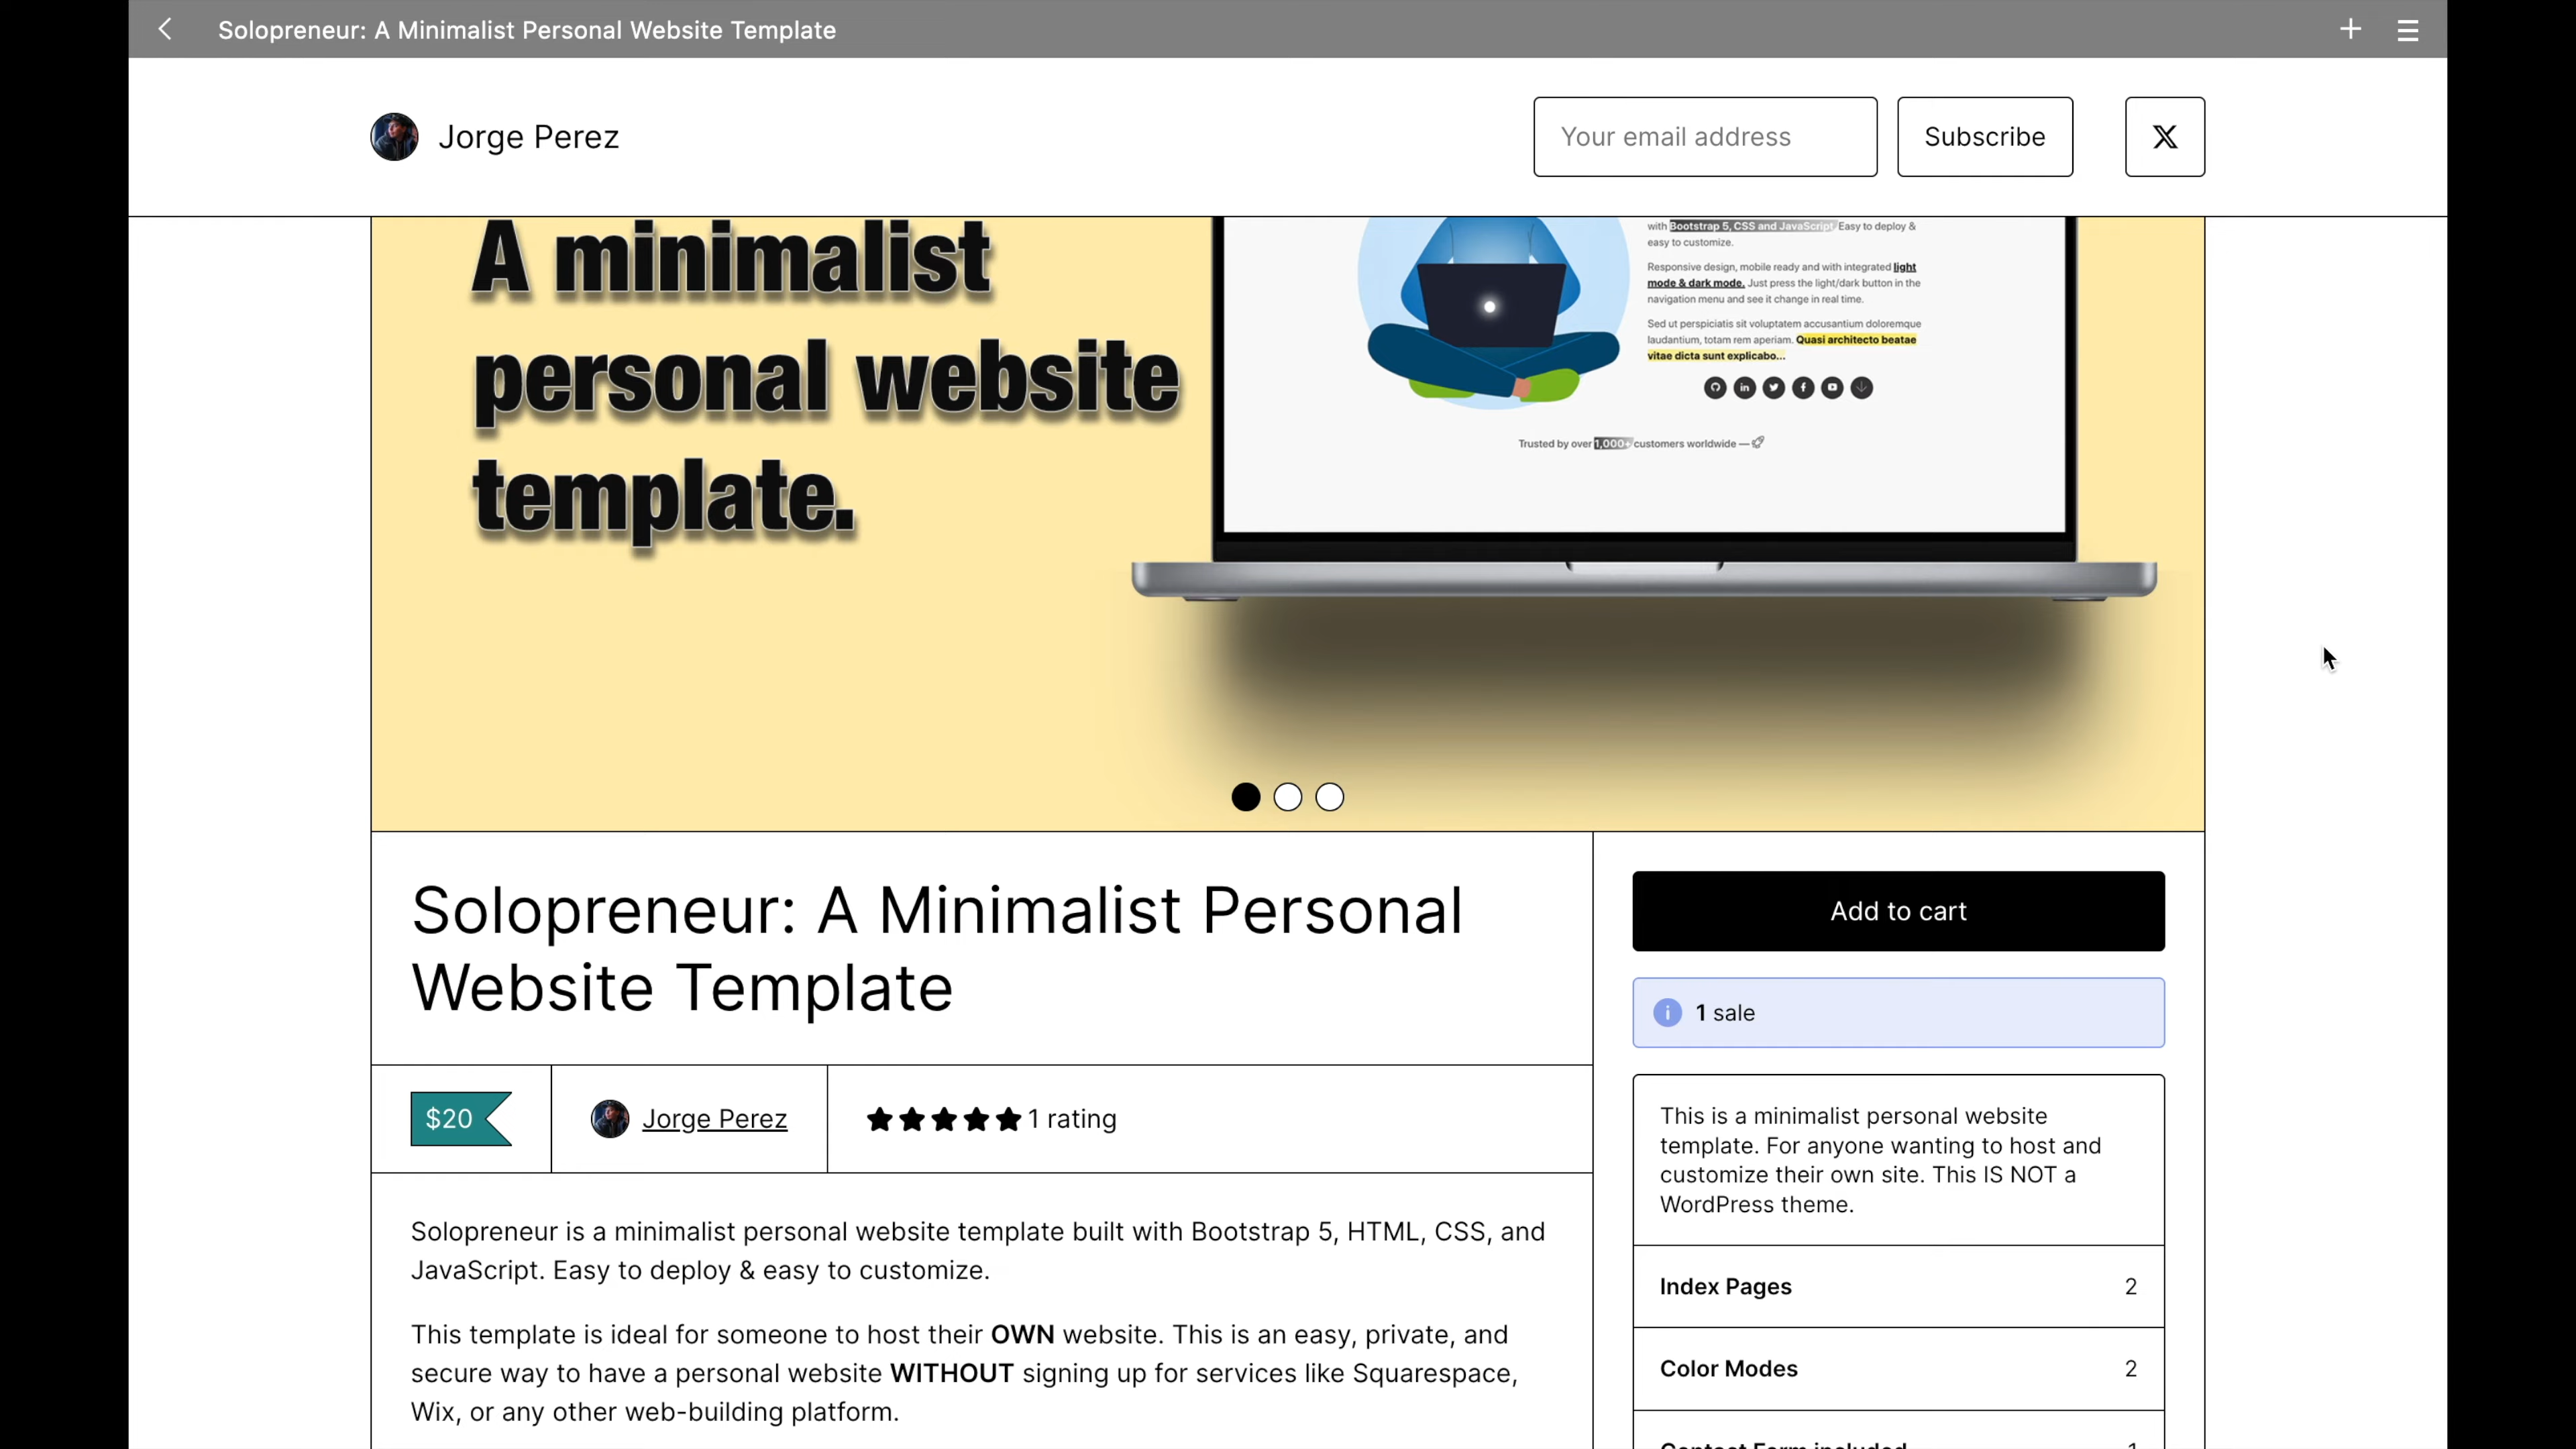 Solopreneur: A Minimalist Personal Website Template
Jorge Perez
Your email address
Subscribe
A minimalist
personal website
template.
with Bootstrap 5, CSS and JavaScript. Easy to deploy &
easy to customize.
Responsive design, mobile ready and with integrated light
mode & dark mode. Just press the light/dark button in the
navigation menu and see it change in real time.
Sed ut perspiciatis sit voluptatem accusantium doloremque
laudantium, totam rem aperiam. Quasi architecto beatae
vitae dicta sunt explicabo...
Trusted by over 1,000+ customers worldwide —
Solopreneur: A Minimalist Personal
Website Template
$20
Jorge Perez
1 rating
Solopreneur is a minimalist personal website template built with Bootstrap 5, HTML, CSS, and
JavaScript. Easy to deploy & easy to customize.
This template is ideal for someone to host their OWN website. This is an easy, private, and
secure way to have a personal website WITHOUT signing up for services like Squarespace,
Wix, or any other web-building platform.
Add to cart
1 sale
This is a minimalist personal website
template. For anyone wanting to host and
customize their own site. This IS NOT a
WordPress theme.
Index Pages 2
Color Modes 2
Contact Form included 1